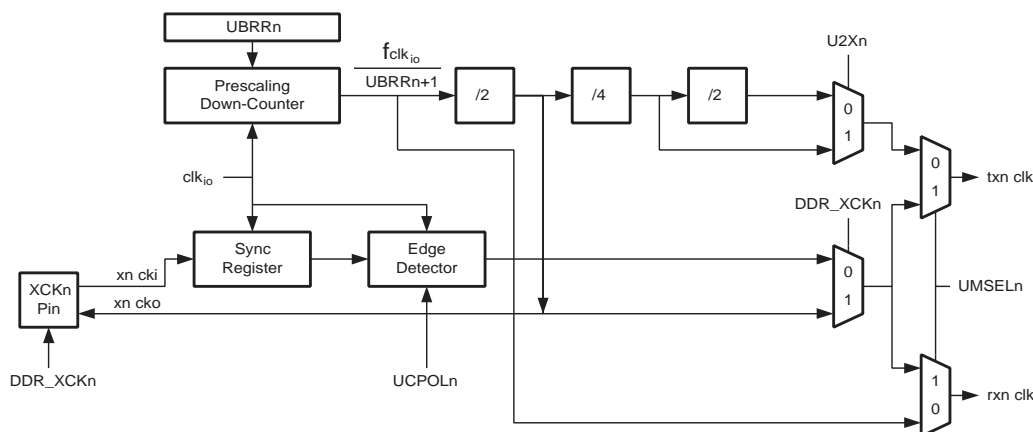 UBRRn
U2Xn
fclkio
UBRRn+1
Prescaling
Down-Counter
/2
/4
/2
0
1
clkio
0
1
txn clk
DDR_XCKn
Sync
Register
Edge
Detector
0
1
xn cki
XCKn
Pin
xn cko
UMSELn
DDR_XCKn
UCPOLn
1
0
rxn clk